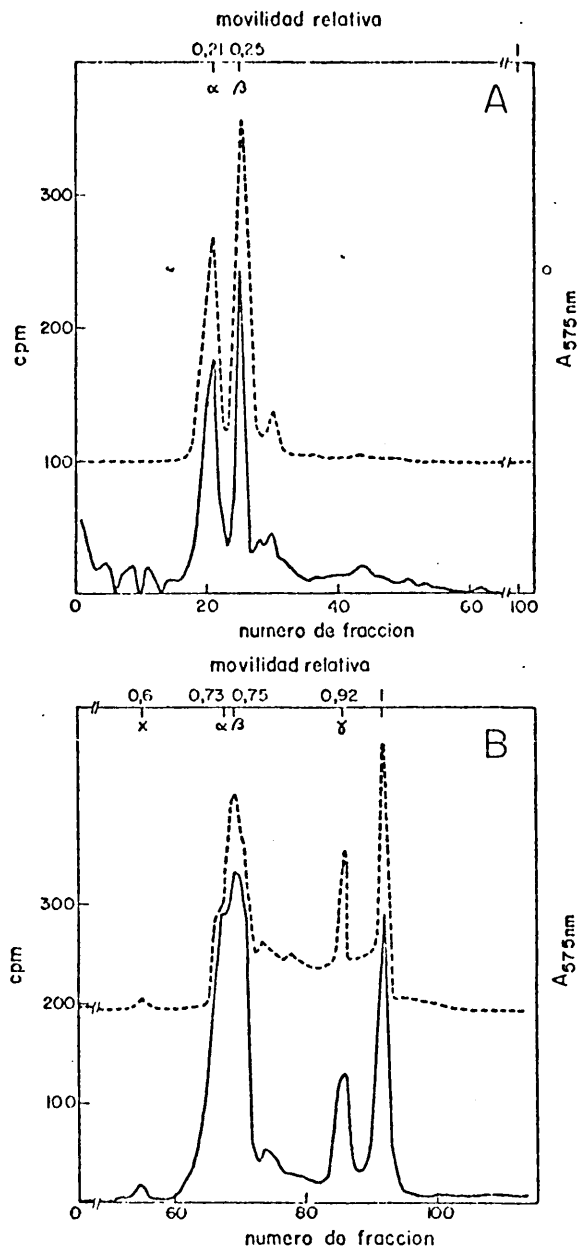 movilidad relativa
0,21 0,25 1
α β
A
300
200
100
cpm
A575nm
0 20 40 60 100
numero de fraccion
movilidad relativa
0,6 0,73 0,75 0,92 1
x α β γ
B
300
200
100
cpm
A575nm
0 60 80 100
numero de fraccion